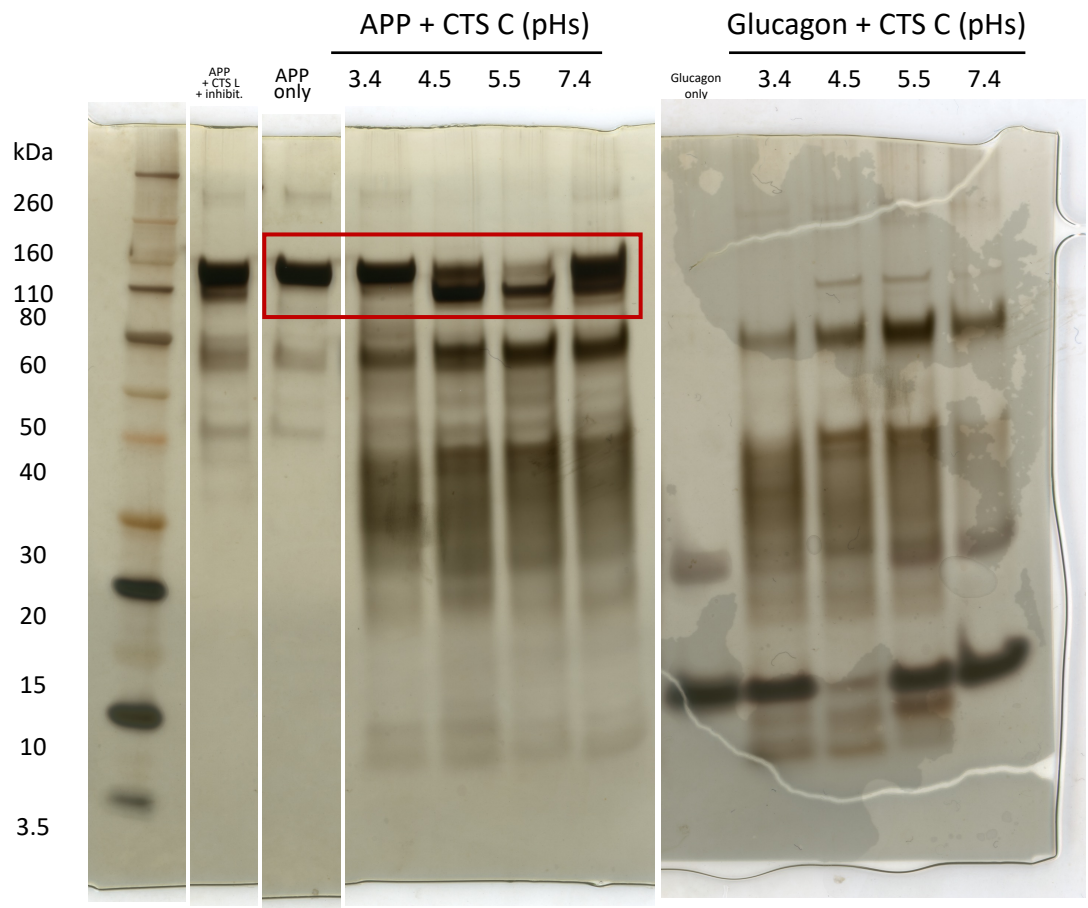 APP + CTS C (pHs)
Glucagon + CTS C (pHs)
APP
+ CTS L
+ inhibit.
APP
only
3.4 4.5 5.5 7.4
Glucagon
only
3.4 4.5 5.5 7.4
kDa
260
160
110
80
60
50
40
30
20
15
10
3.5